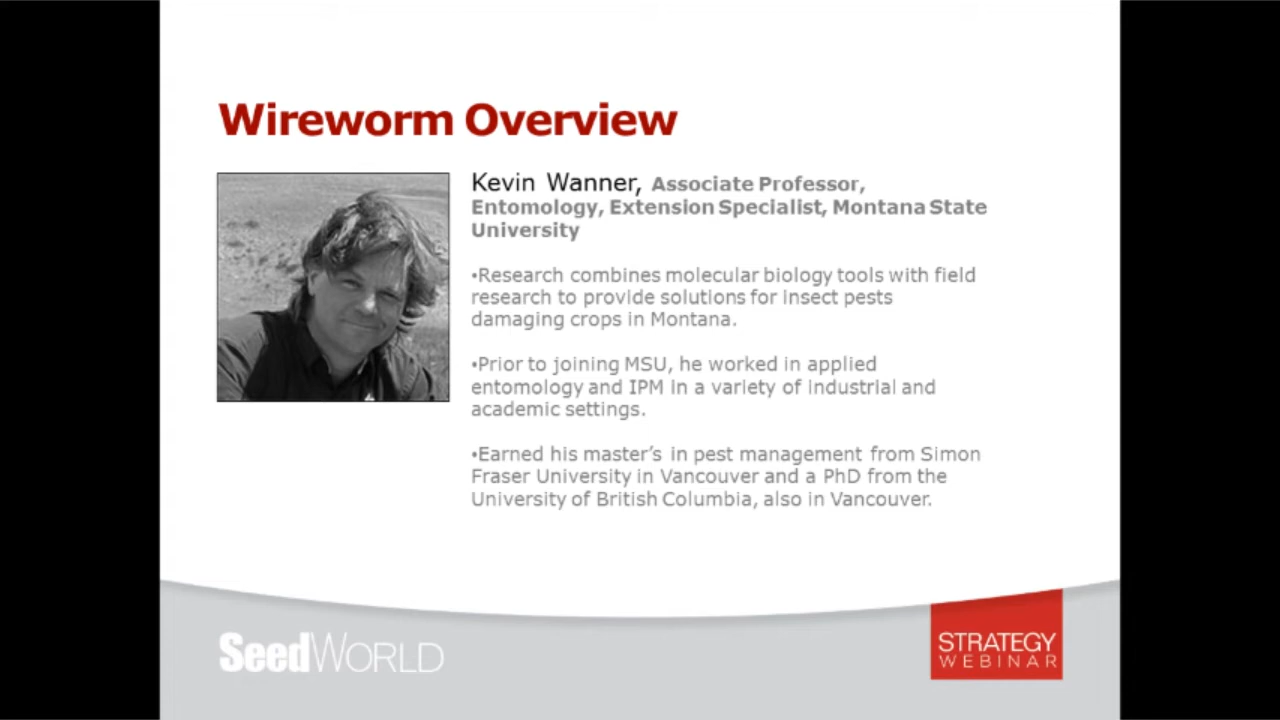 Wireworm Overview
Kevin Wanner, Associate Professor,
Entomology, Extension Specialist, Montana State
University
•Research combines molecular biology tools with field
research to provide solutions for insect pests
damaging crops in Montana.
•Prior to joining MSU, he worked in applied
entomology and IPM in a variety of industrial and
academic settings.
•Earned his master's in pest management from Simon
Fraser University in Vancouver and a PhD from the
University of British Columbia, also in Vancouver.
SeedWORLD
STRATEGY
WEBINAR